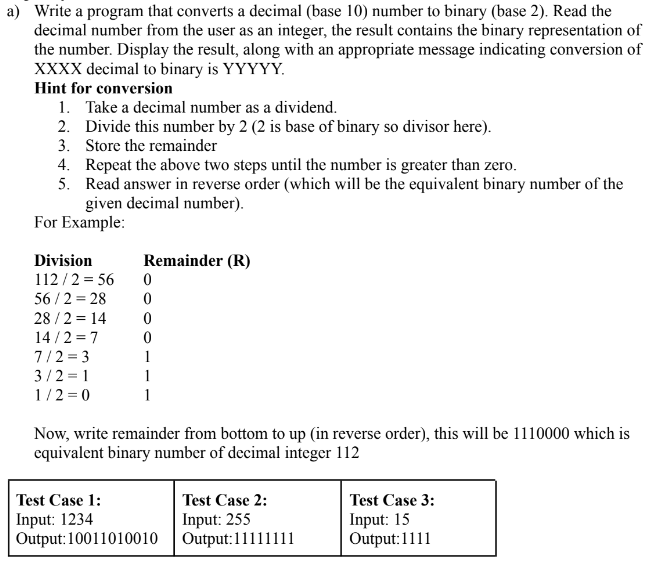 a) Write a program that converts a decimal (base 10) number to binary (base 2). Read the
decimal number from the user as an integer, the result contains the binary representation of
the number. Display the result, along with an appropriate message indicating conversion of
XXXX decimal to binary is YYYYY.
Hint for conversion
1. Take a decimal number as a dividend.
2. Divide this number by 2 (2 is base of binary so divisor here).
3. Store the remainder
4. Repeat the above two steps until the number is greater than zero.
5. Read answer in reverse order (which will be the equivalent binary number of the
given decimal number).
For Example:
Division Remainder (R)
112 / 2 = 56 0
56 / 2 = 28 0
28 / 2 = 14 0
14 / 2 = 7 0
7 / 2 = 3 1
3 / 2 = 1 1
1 / 2 = 0 1
Now, write remainder from bottom to up (in reverse order), this will be 1110000 which is
equivalent binary number of decimal integer 112
Test Case 1:
Input: 1234
Output:10011010010
Test Case 2:
Input: 255
Output:11111111
Test Case 3:
Input: 15
Output:1111